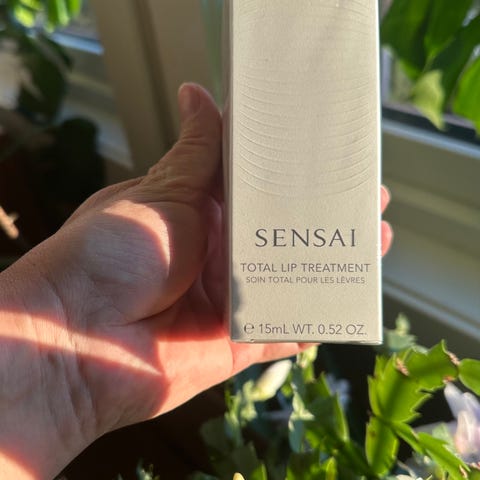 SENSAI
TOTAL LIP TREATMENT
SOIN TOTAL POUR LES LÈVRES
℮ 15mL WT. 0.52 OZ.